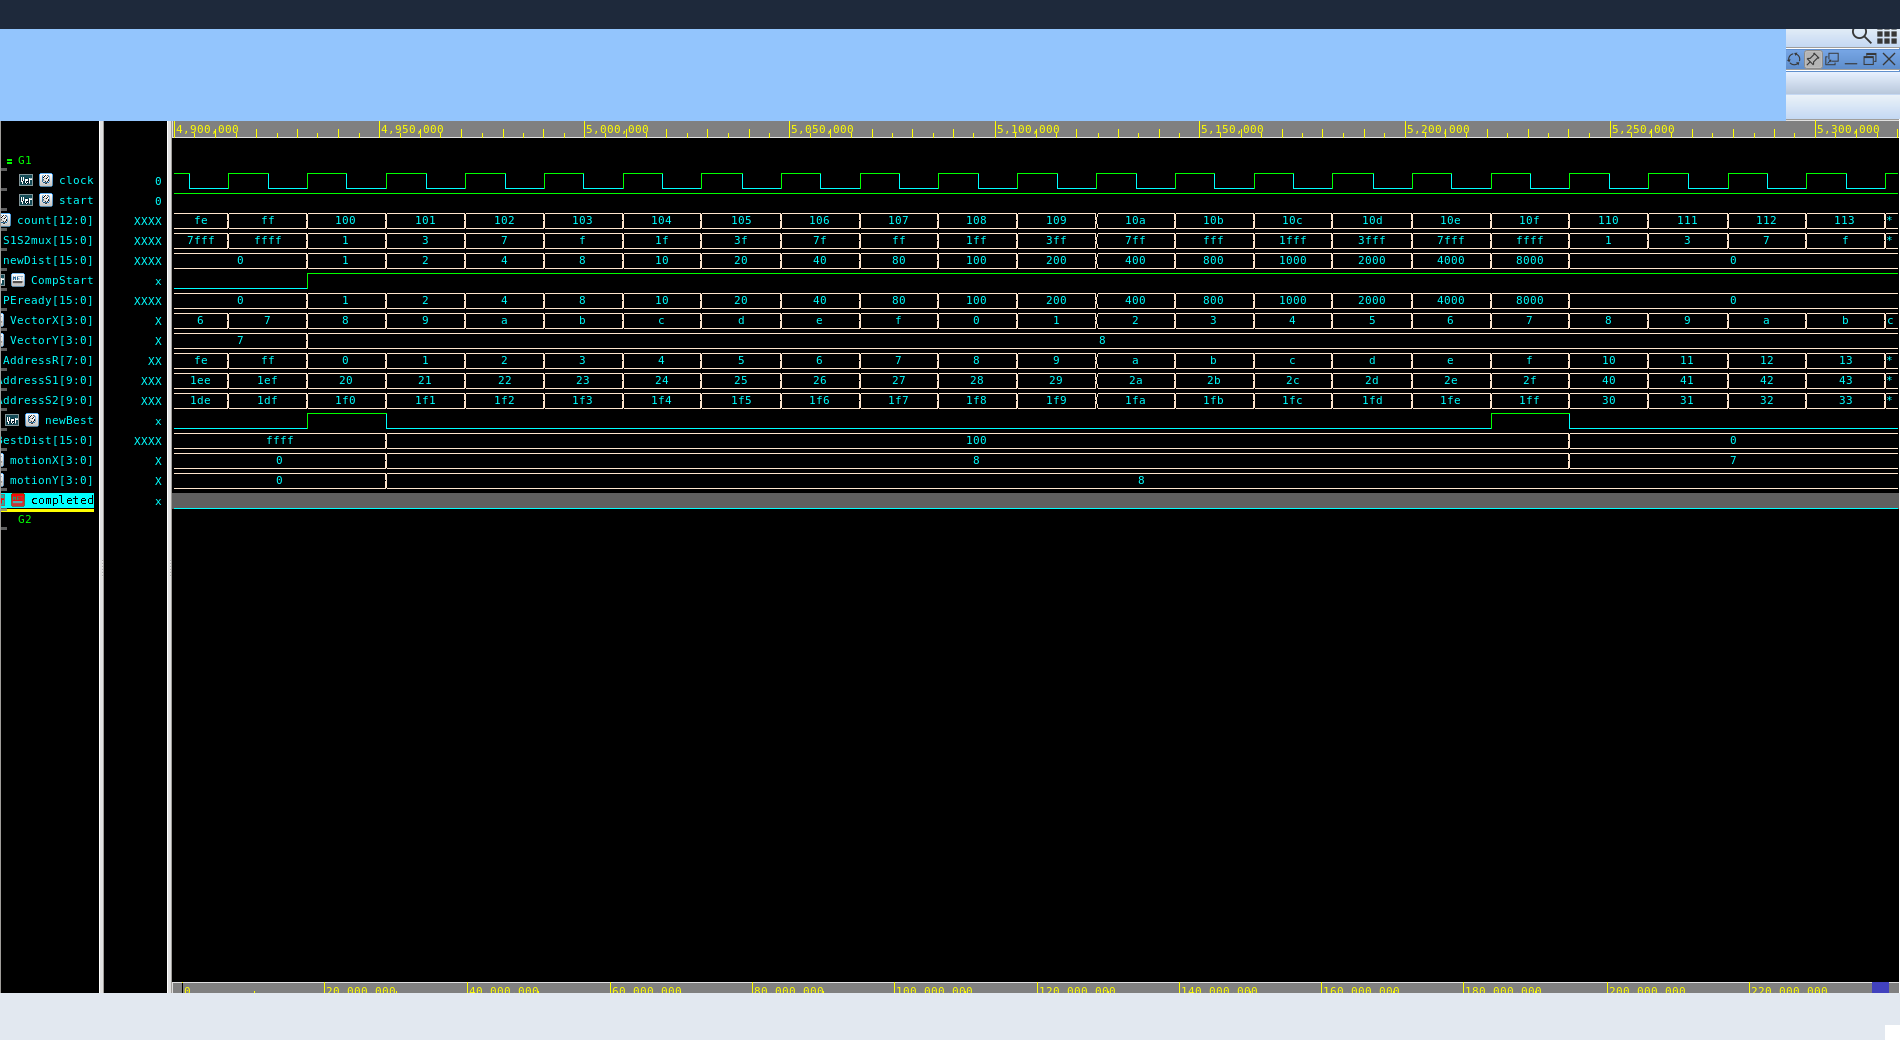 4,900,000 4,950,000 5,000,000 5,050,000 5,100,000 5,150,000 5,200,000 5,250,000 5,300,000
G1
Ver clock 0
Ver start 0
count[12:0] XXXX fe ff 100 101 102 103 104 105 106 107 108 109 10a 10b 10c 10d 10e 10f 110 111 112 113 *
S1S2mux[15:0] XXXX 7fff ffff 1 3 7 f 1f 3f 7f ff 1ff 3ff 7ff fff 1fff 3fff 7fff ffff 1 3 7 f *
newDist[15:0] XXXX 0 1 2 4 8 10 20 40 80 100 200 400 800 1000 2000 4000 8000 0
CompStart x
PEready[15:0] XXXX 0 1 2 4 8 10 20 40 80 100 200 400 800 1000 2000 4000 8000 0
VectorX[3:0] X 6 7 8 9 a b c d e f 0 1 2 3 4 5 6 7 8 9 a b c
VectorY[3:0] X 7 8
AddressR[7:0] XX fe ff 0 1 2 3 4 5 6 7 8 9 a b c d e f 10 11 12 13 *
ddressS1[9:0] XXX 1ee 1ef 20 21 22 23 24 25 26 27 28 29 2a 2b 2c 2d 2e 2f 40 41 42 43 *
ddressS2[9:0] XXX 1de 1df 1f0 1f1 1f2 1f3 1f4 1f5 1f6 1f7 1f8 1f9 1fa 1fb 1fc 1fd 1fe 1ff 30 31 32 33 *
Ver newBest x
estDist[15:0] XXXX ffff 100 0
motionX[3:0] X 0 8 7
motionY[3:0] X 0 8
completed x
G2
0 20,000,000 40,000,000 60,000,000 80,000,000 100,000,000 120,000,000 140,000,000 160,000,000 180,000,000 200,000,000 220,000,000